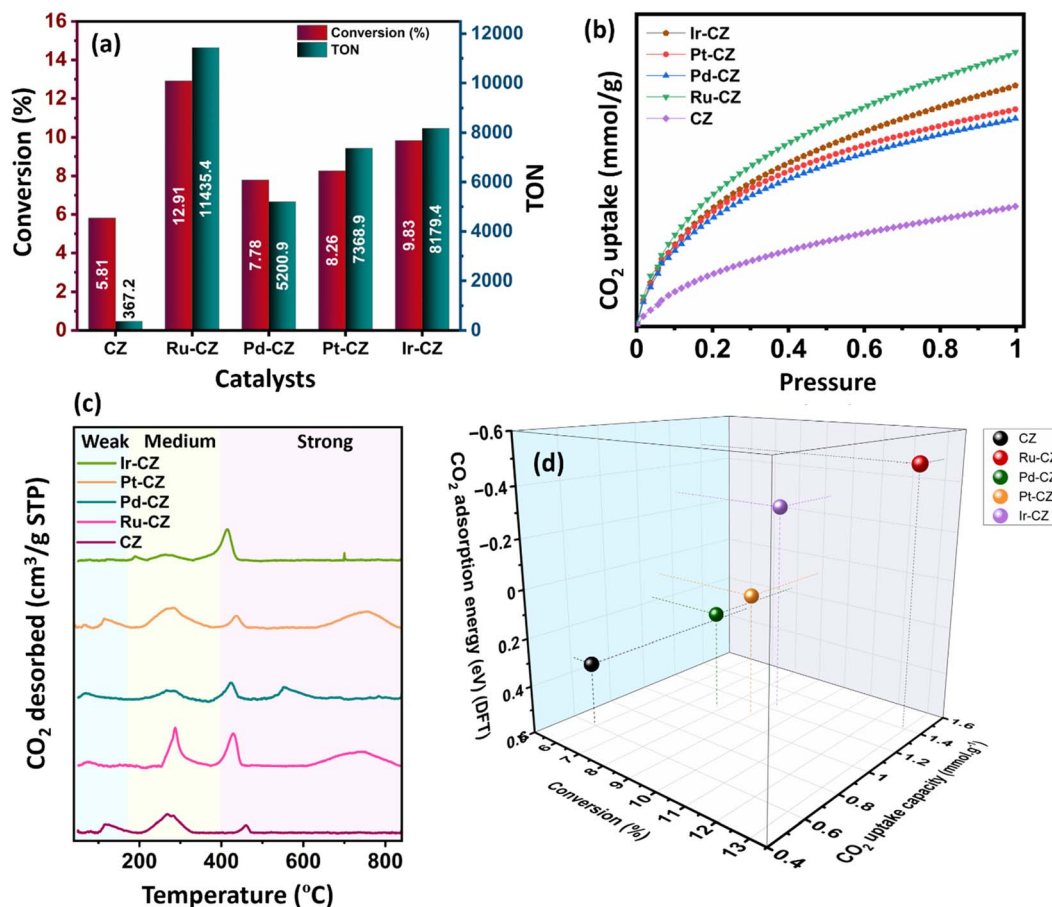 (a)
Conversion (%)
TON
16
14
12
10
8
6
4
2
0
Conversion (%)
12000
10000
8000
6000
4000
2000
0
TON
5.81
367.2
12.91
11435.4
7.78
5200.9
8.26
7368.9
9.83
8179.4
CZ Ru-CZ Pd-CZ Pt-CZ Ir-CZ
Catalysts
(b)
Ir-CZ
Pt-CZ
Pd-CZ
Ru-CZ
CZ
CO2 uptake (mmol/g)
0 0.2 0.4 0.6 0.8 1
Pressure
(c)
Weak Medium Strong
Ir-CZ
Pt-CZ
Pd-CZ
Ru-CZ
CZ
CO2 desorbed (cm3/g STP)
200 400 600 800
Temperature (oC)
(d)
CZ
Ru-CZ
Pd-CZ
Pt-CZ
Ir-CZ
CO2 adsorption energy (eV) (DFT)
−0.6
−0.4
−0.2
0
0.2
0.4
0.6
6 7 8 9 10 11 12 13
Conversion (%)
0.4 0.6 0.8 1 1.2 1.4 1.6
CO2 uptake capacity (mmol.g-1)